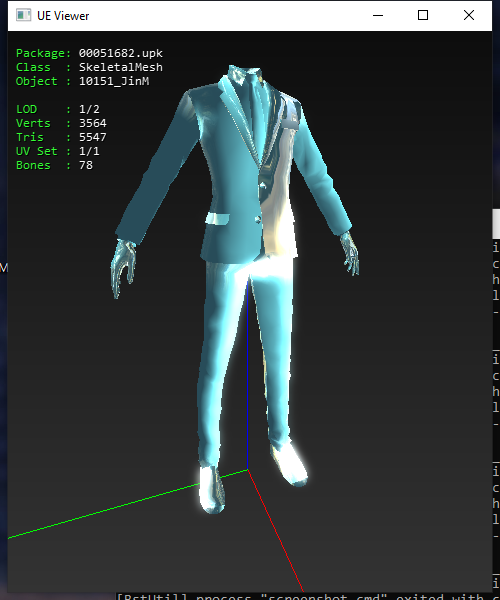 UE Viewer
Package: 00051682.upk
Class : SkeletalMesh
Object : 10151_JinM
LOD : 1/2
Verts : 3564
Tris : 5547
UV Set : 1/1
Bones : 78
M
i
c
h
l
-
i
c
h
l
-
i
c
h
l
-
i
[BstUtil] process "screenshot.cmd" exited with c